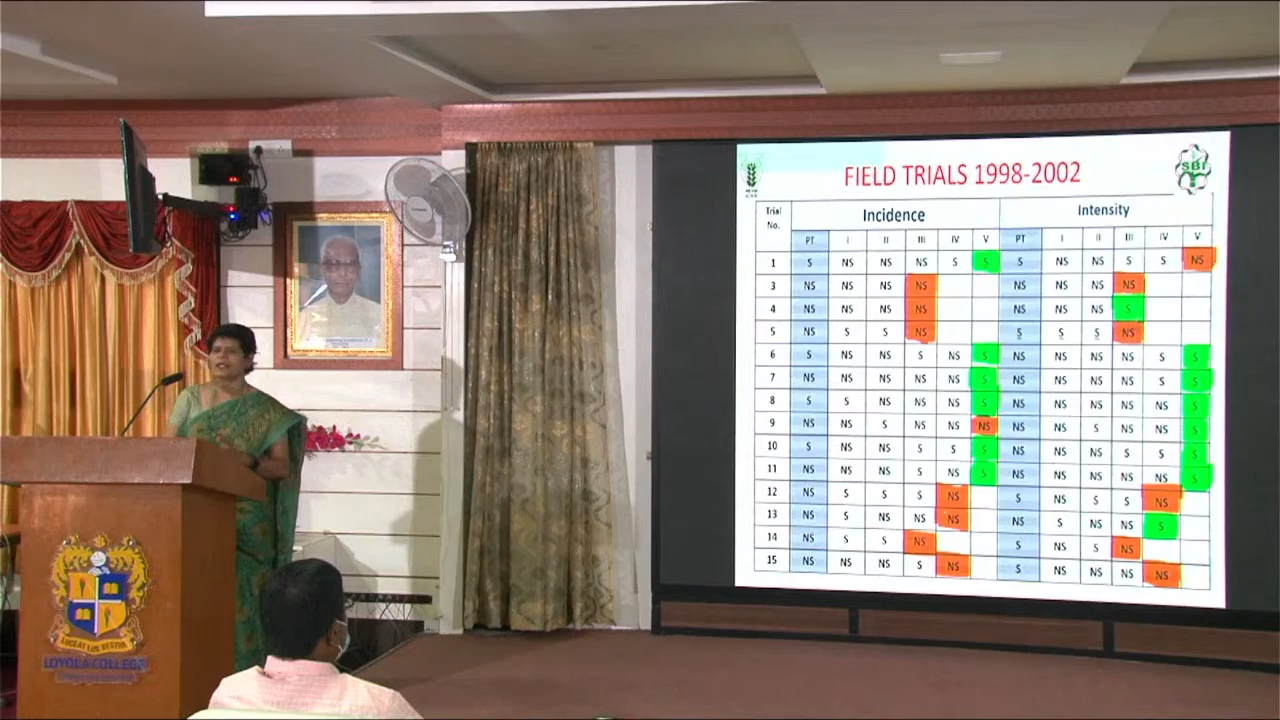 FIELD TRIALS 1998-2002
SBI
Trial No. Incidence Intensity
PT I II III IV V PT I II III IV V
1 S NS NS NS S S S NS NS S S NS
3 NS NS NS NS NS NS NS NS
4 NS NS NS NS NS NS NS S
5 NS S S NS S S S NS
6 S NS NS S NS S NS NS NS NS S S
7 NS NS NS NS NS S NS NS NS NS S S
8 S S NS NS NS S NS NS NS NS NS S
9 NS NS S NS NS NS NS NS NS S NS S
10 S NS NS S S S NS NS NS S S S
11 NS NS NS S NS S NS NS NS NS NS S
12 NS S S S NS S NS S S NS
13 NS S NS NS NS NS S NS NS S
14 NS NS S NS S NS S NS
15 NS NS NS S NS S NS NS NS NS
LUCEAT LUX VESTRA
LOYOLA COLLEGE